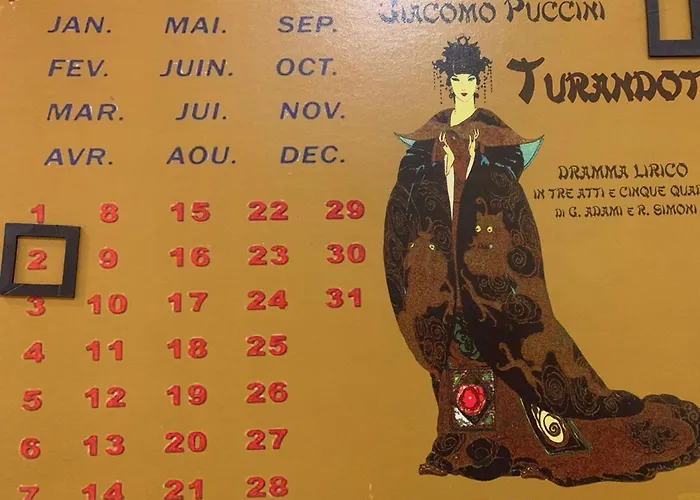 JAN. MAI. SEP.
FEV. JUIN. OCT.
MAR. JUI. NOV.
AVR. AOU. DEC.
1 8 15 22 29
2 9 16 23 30
3 10 17 24 31
4 11 18 25
5 12 19 26
6 13 20 27
7 14 21 28
GIACOMO PUCCINI
TURANDOT
DRAMMA LIRICO
IN TRE ATTI E CINQUE QUA
DI G. ADAMI E R. SIMONI